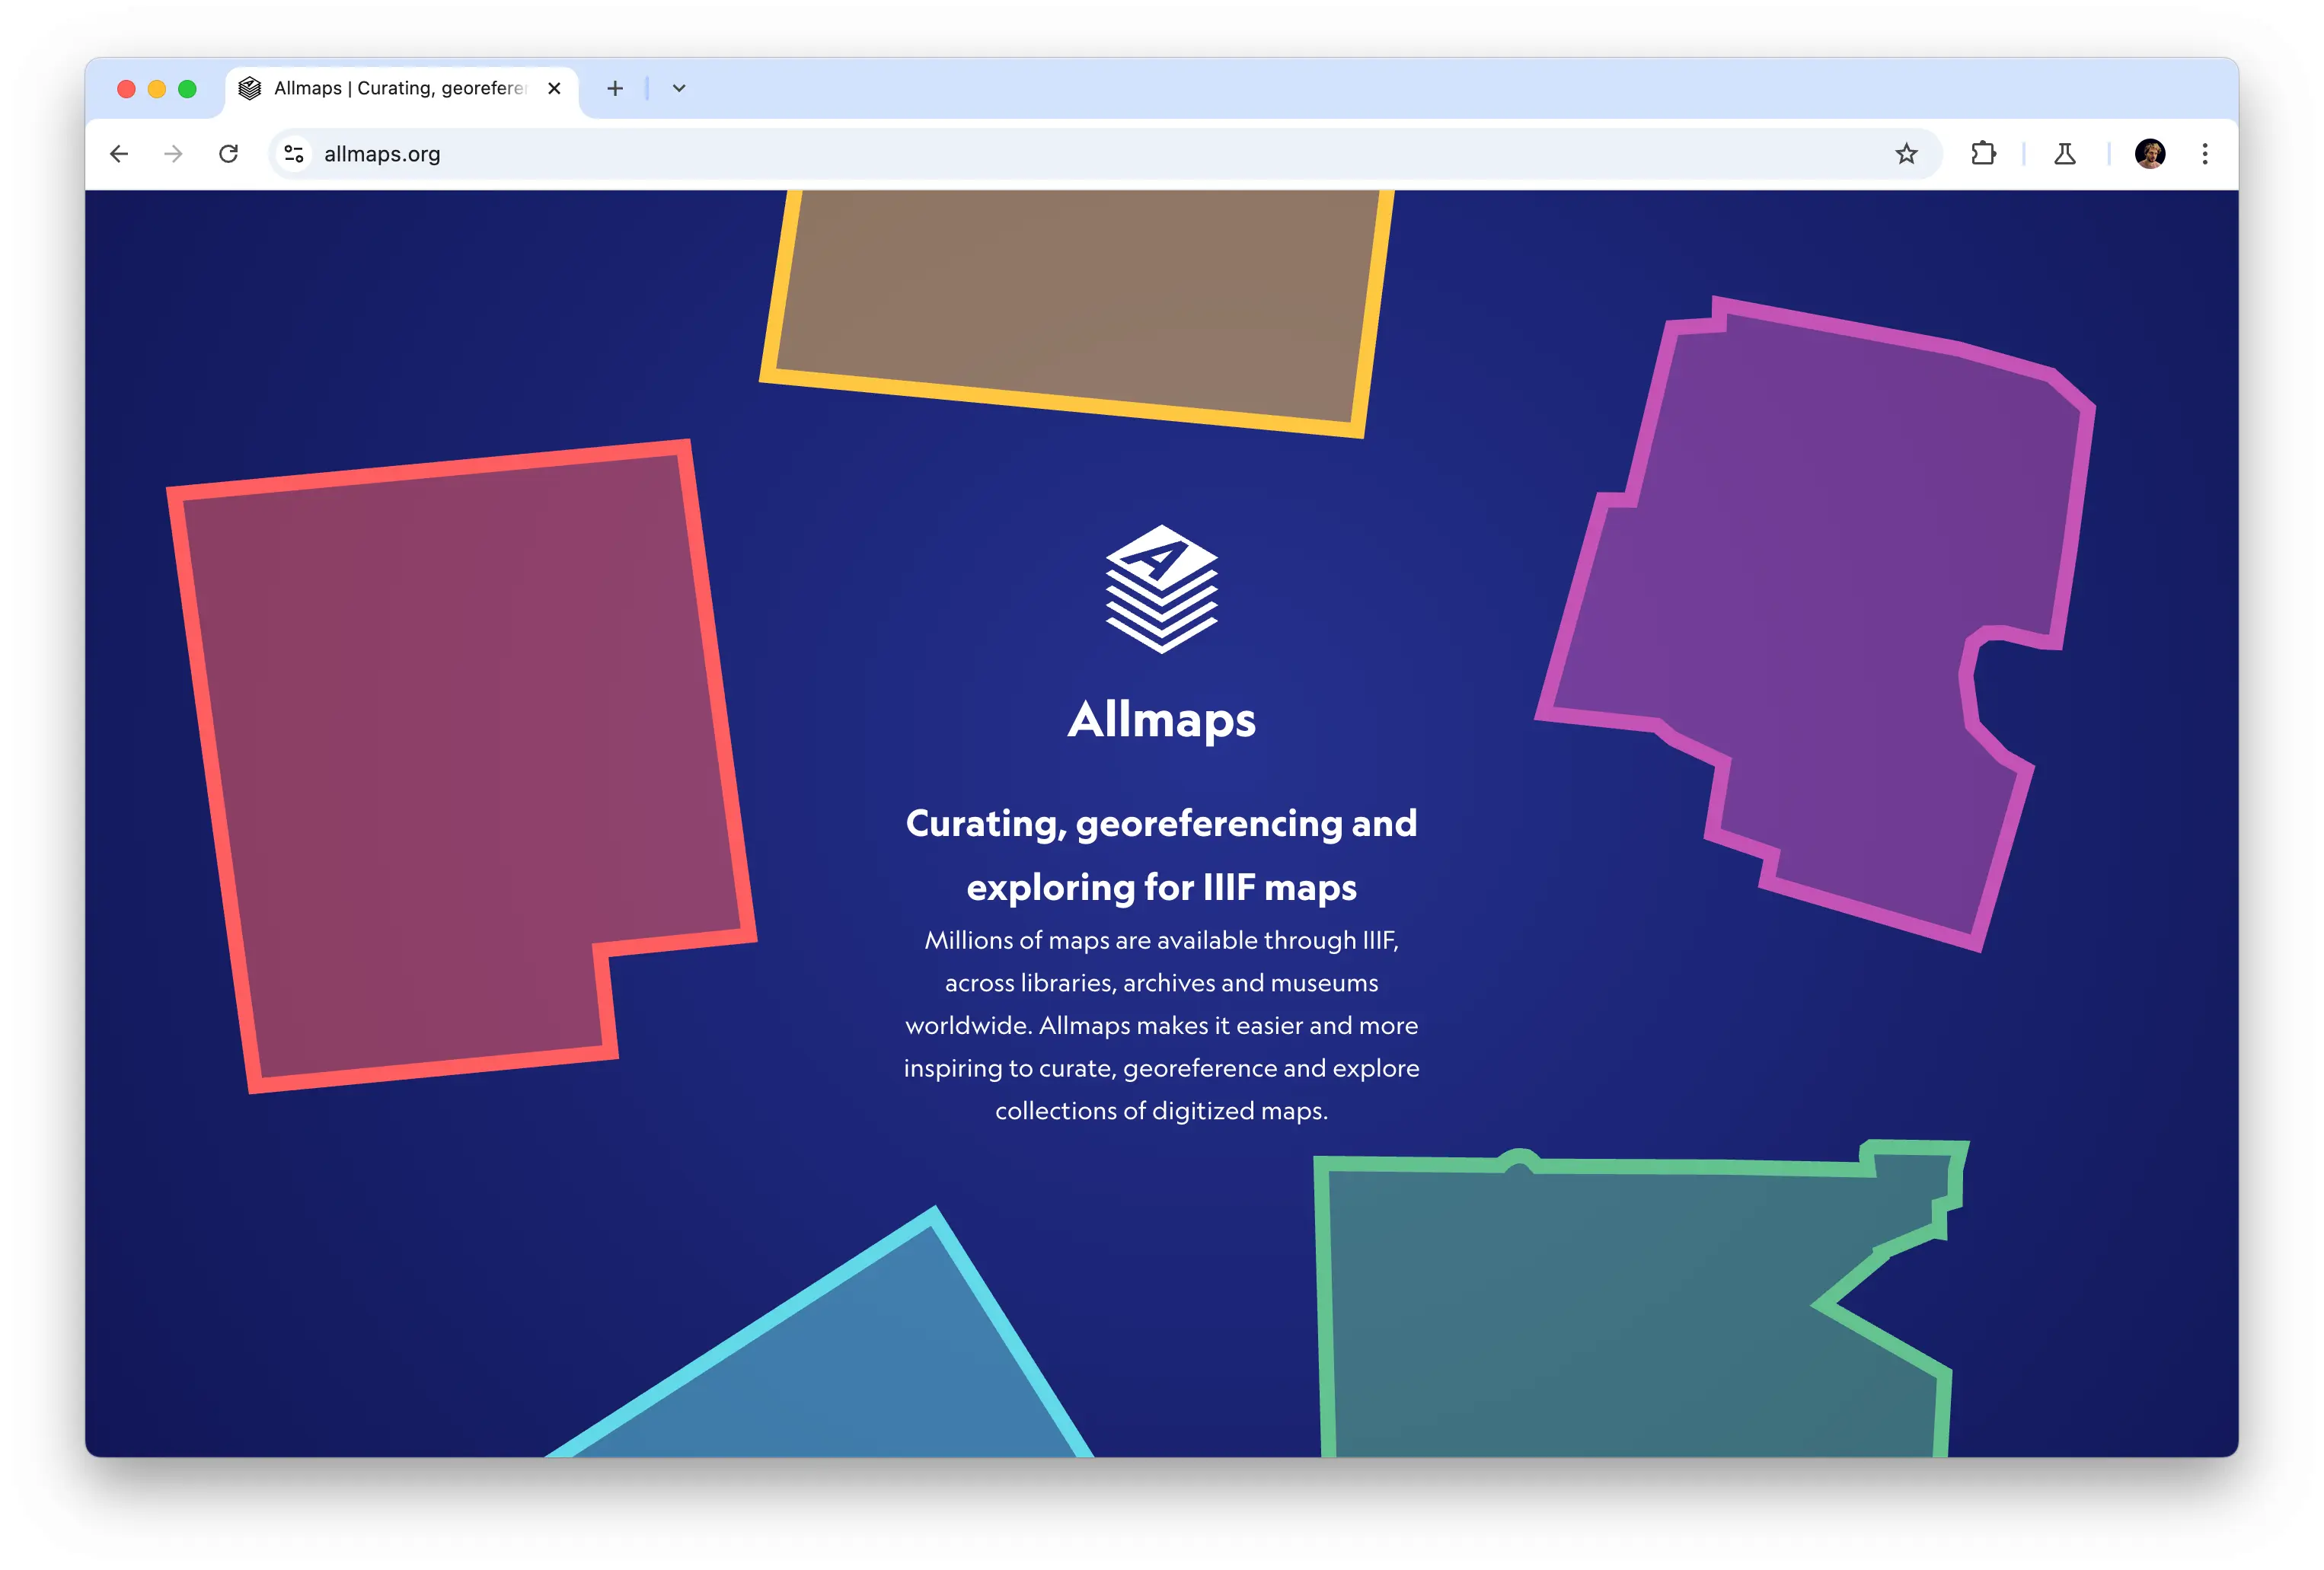 Allmaps | Curating, georefere
allmaps.org
A
Allmaps
Curating, georeferencing and
exploring for IIIF maps
Millions of maps are available through IIIF,
across libraries, archives and museums
worldwide. Allmaps makes it easier and more
inspiring to curate, georeference and explore
collections of digitized maps.